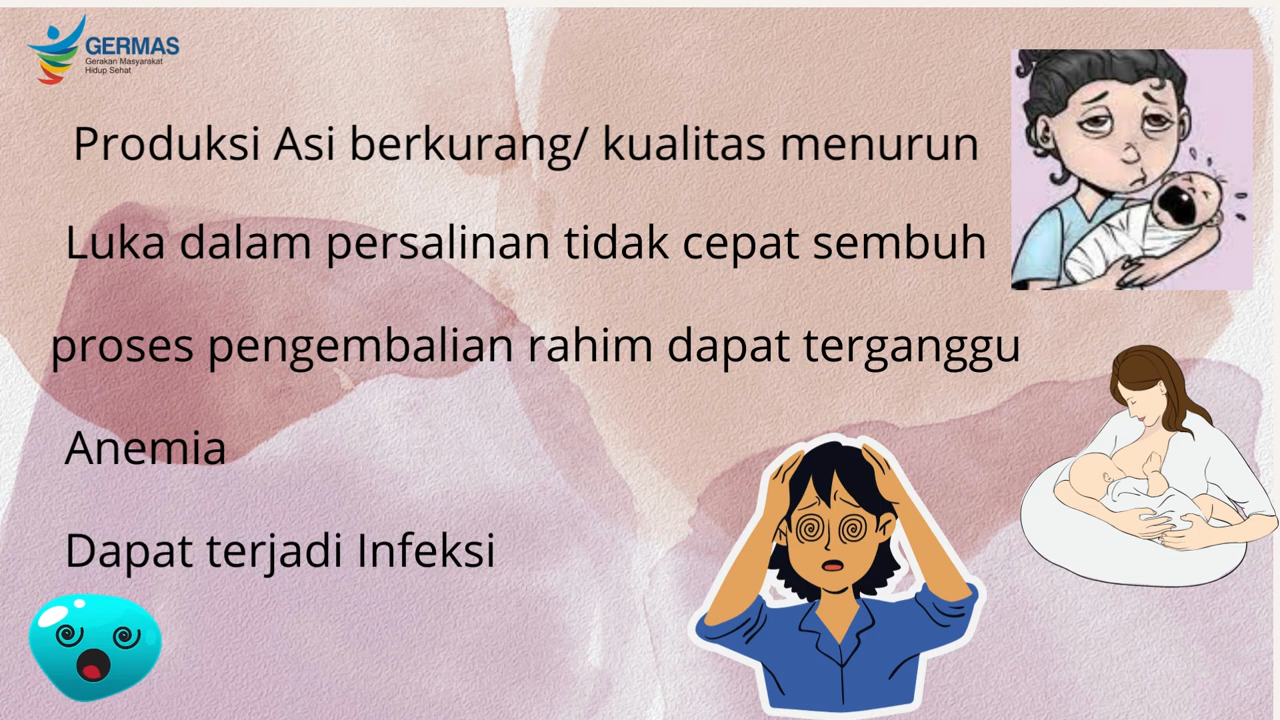 GERMAS
Gerakan Masyarakat
Hidup Sehat
Produksi Asi berkurang/ kualitas menurun
Luka dalam persalinan tidak cepat sembuh
proses pengembalian rahim dapat terganggu
Anemia
Dapat terjadi Infeksi